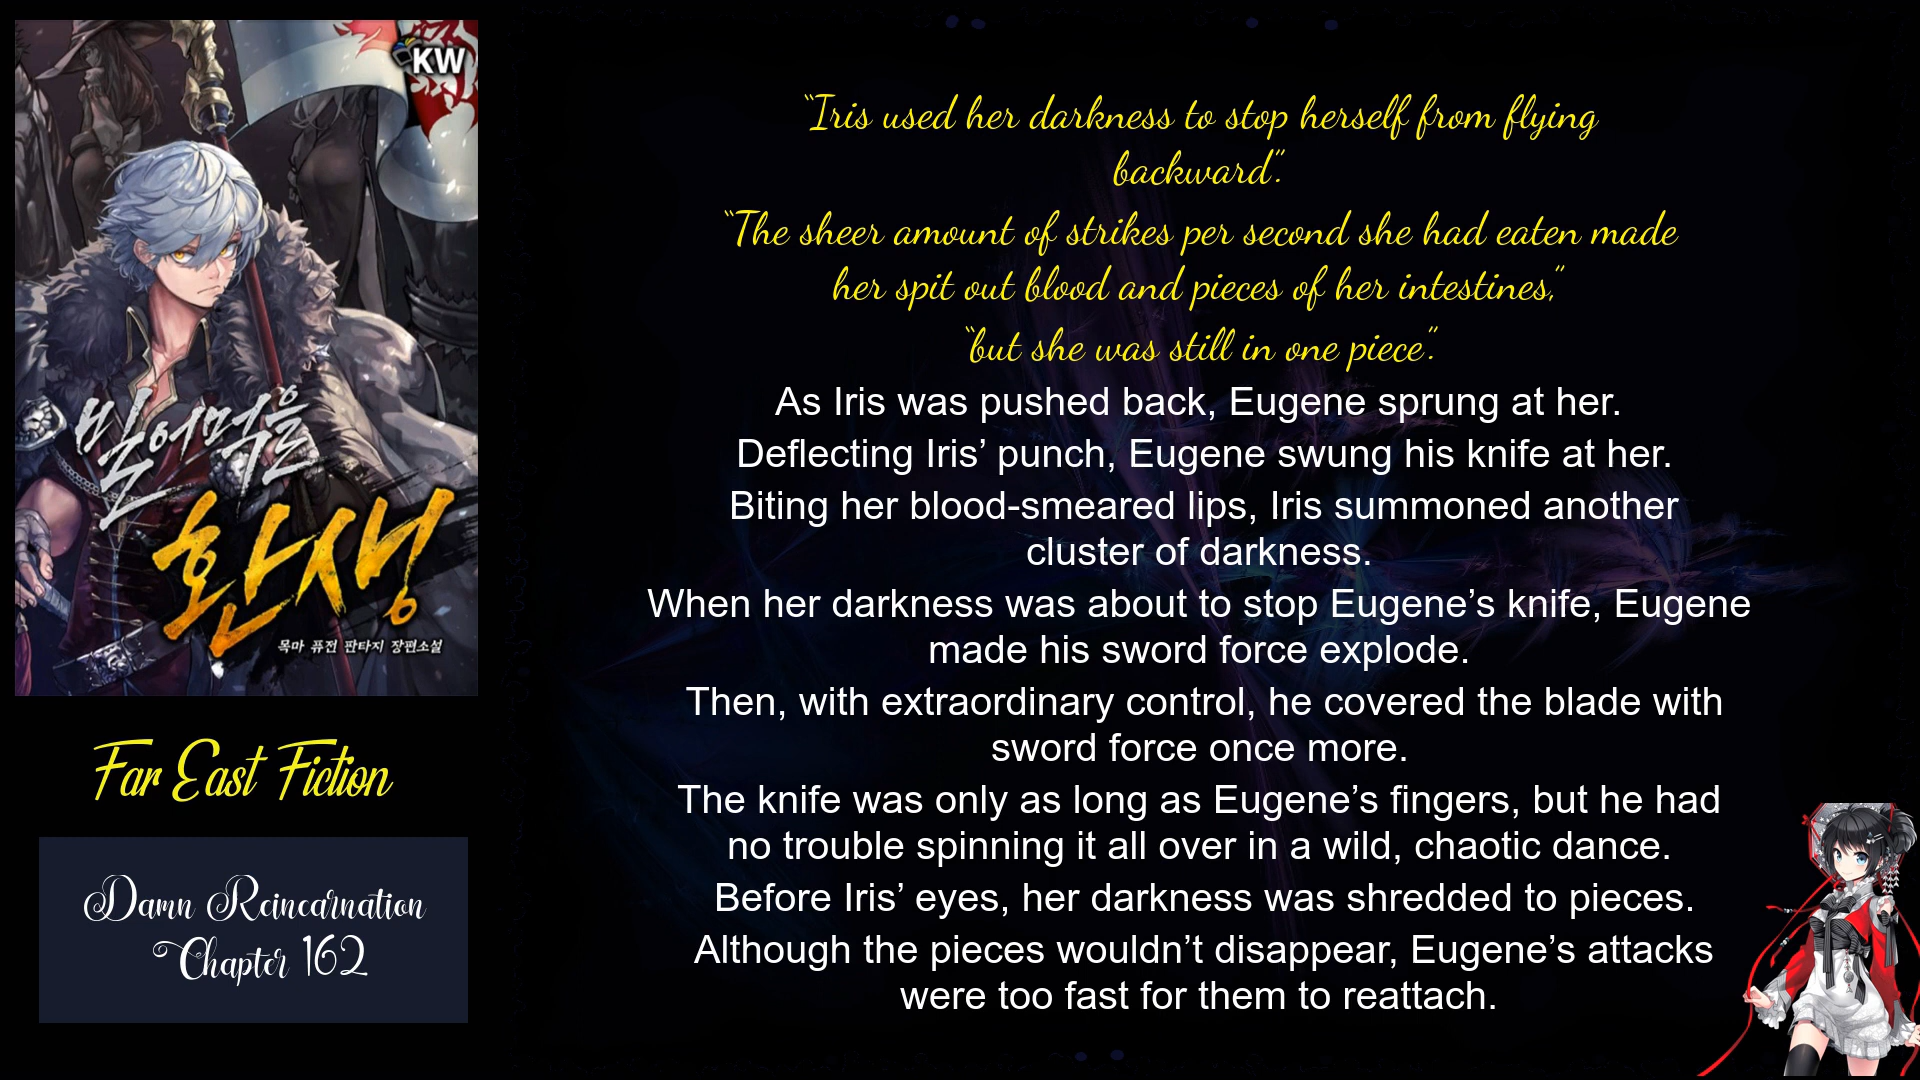 KW
빌어먹을
환생
목마 퓨전 판타지 장편소설
Far East Fiction
Damn Reincarnation
Chapter 162
“Iris used her darkness to stop herself from flying
backward”.
“The sheer amount of strikes per second she had eaten made
her spit out blood and pieces of her intestines,”
“but she was still in one piece”.
As Iris was pushed back, Eugene sprung at her.
Deflecting Iris’ punch, Eugene swung his knife at her.
Biting her blood-smeared lips, Iris summoned another
cluster of darkness.
When her darkness was about to stop Eugene’s knife, Eugene
made his sword force explode.
Then, with extraordinary control, he covered the blade with
sword force once more.
The knife was only as long as Eugene’s fingers, but he had
no trouble spinning it all over in a wild, chaotic dance.
Before Iris’ eyes, her darkness was shredded to pieces.
Although the pieces wouldn’t disappear, Eugene’s attacks
were too fast for them to reattach.